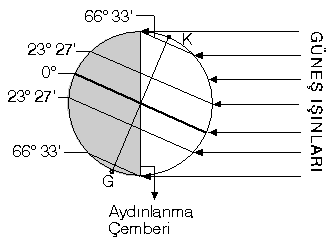 66° 33'
K
23° 27'
0°
23° 27'
66° 33'
G
Aydınlanma
Çemberi
GÜNEŞ IŞINLARI